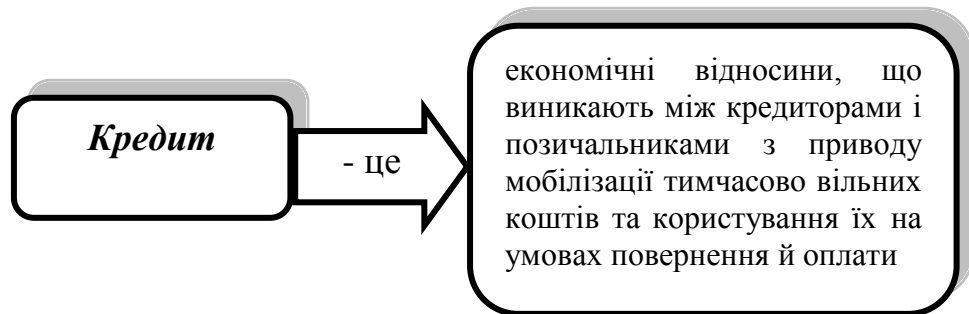 Кредит
- це
економічні відносини, що
виникають між кредиторами і
позичальниками з приводу
мобілізації тимчасово вільних
коштів та користування їх на
умовах повернення й оплати